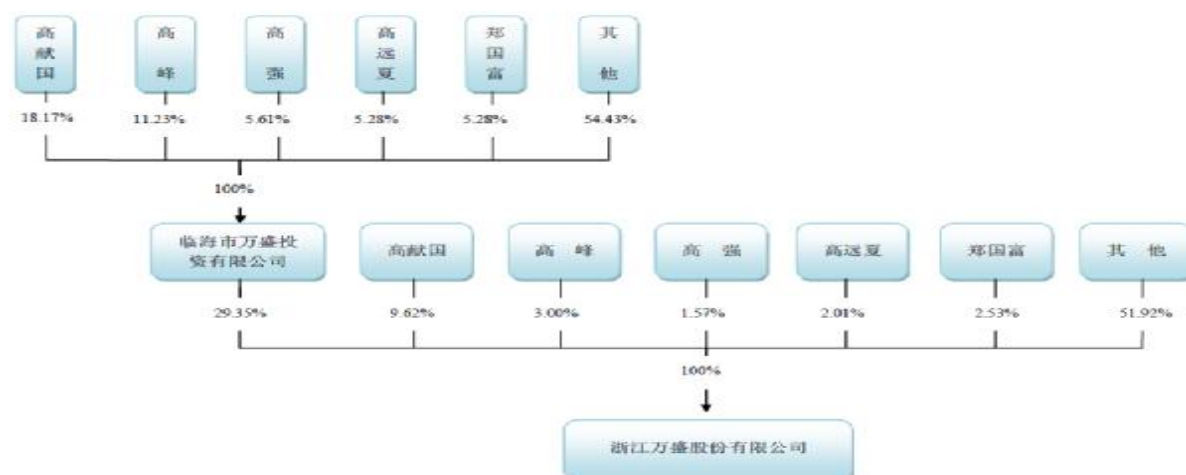 高献国 高峰 高强 高远夏 郑国富 其他
18.17% 11.23% 5.61% 5.28% 5.28% 54.43%
100%
临海市万盛投
资有限公司
高献国 高 峰 高 强 高远夏 郑国富 其 他
29.35% 9.62% 3.00% 1.57% 2.01% 2.53% 51.92%
100%
浙江万盛股份有限公司